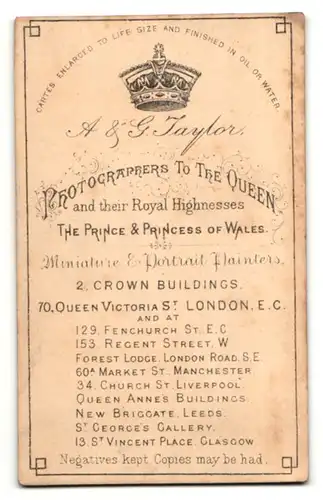 CARTES ENLARGED TO LIFE SIZE AND FINISHED IN OIL OR WATER.
A & G. Taylor.
PHOTOGRAPHERS TO THE QUEEN
and their Royal Highnesses
THE PRINCE & PRINCESS OF WALES.
Miniature & Portrait Painters,
2. CROWN BUILDINGS.
70, QUEEN VICTORIA ST LONDON, E.C.
AND AT
129. FENCHURCH ST. E.C
153. REGENT STREET. W
FOREST LODGE. LONDON ROAD. S.E
60A MARKET ST. MANCHESTER
34. CHURCH ST. LIVERPOOL
QUEEN ANNE'S BUILDINGS.
NEW BRIGGATE. LEEDS.
ST GEORGE'S GALLERY.
13. ST VINCENT PLACE. GLASGOW
Negatives kept Copies may be had.